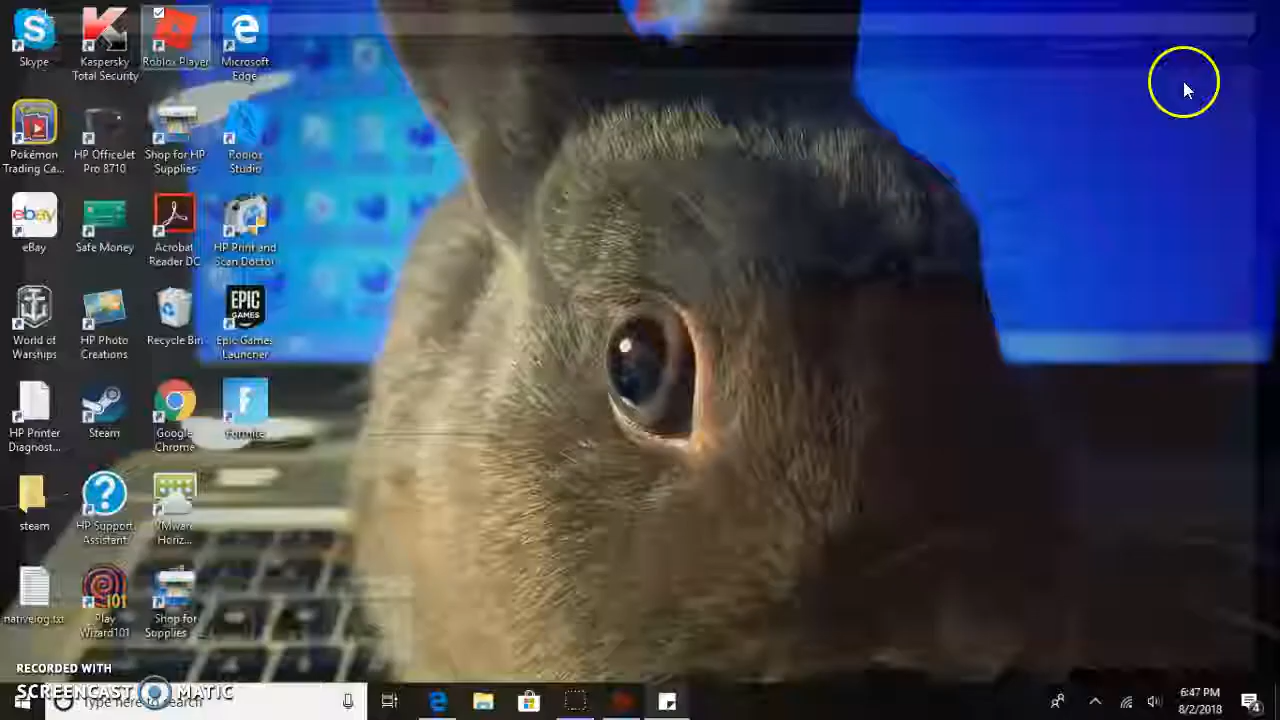 Skype
Kaspersky
Total Security
Roblox Player
Microsoft
Edge
Pokémon
Trading Ca...
HP OfficeJet
Pro 8710
Shop for HP
Supplies
Roblox
Studio
ebay
eBay
Safe Money
Acrobat
Reader DC
HP Print and
Scan Doctor
World of
Warships
HP Photo
Creations
Recycle Bin
EPIC
GAMES
Epic Games
Launcher
HP Printer
Diagnost...
Steam
Google
Chrome
F
Fortnite
steam
HP Support
Assistant
VMware
Horiz...
nativelog.txt
101
Play
Wizard101
Shop for
Supplies
RECORDED WITH
SCREENCAST MATIC
Type here to search
6:47 PM
8/2/2018
4